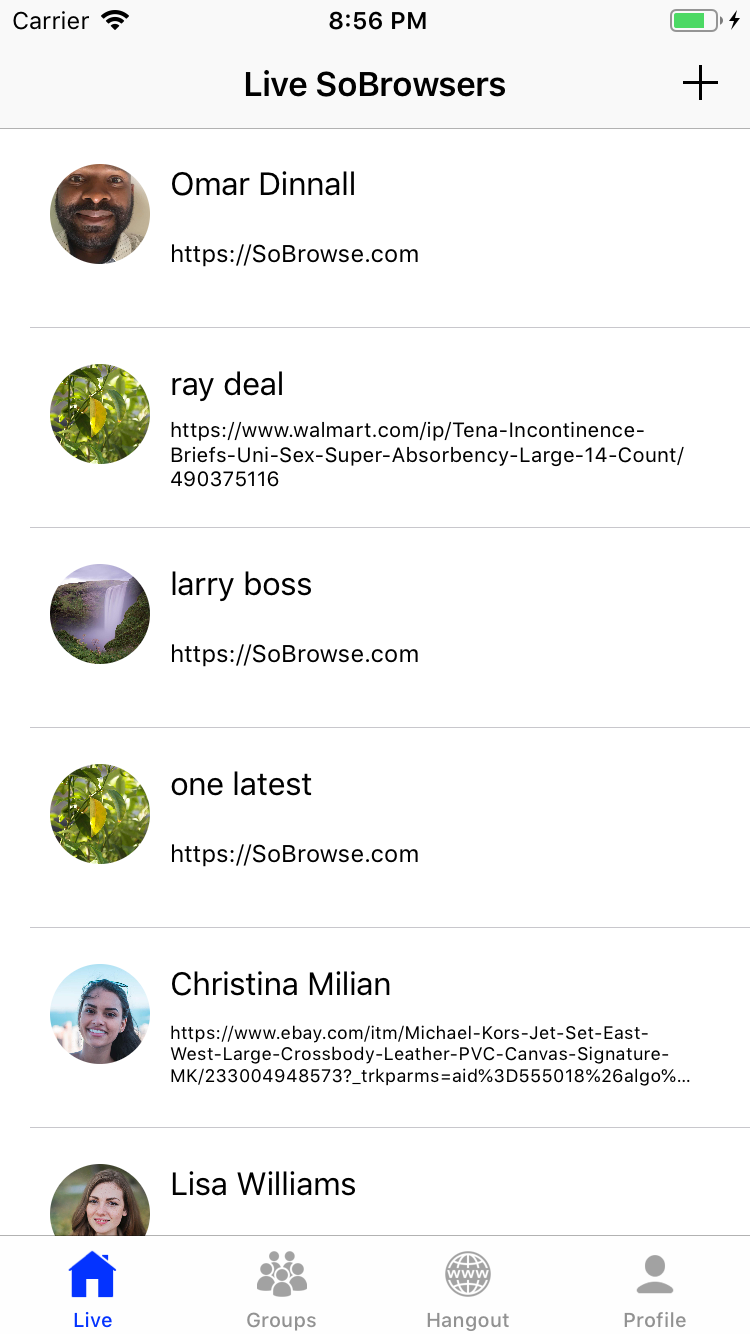 Carrier 8:56 PM
Live SoBrowsers
Omar Dinnall
https://SoBrowse.com
ray deal
https://www.walmart.com/ip/Tena-Incontinence-
Briefs-Uni-Sex-Super-Absorbency-Large-14-Count/
490375116
larry boss
https://SoBrowse.com
one latest
https://SoBrowse.com
Christina Milian
https://www.ebay.com/itm/Michael-Kors-Jet-Set-East-
West-Large-Crossbody-Leather-PVC-Canvas-Signature-
MK/233004948573?_trkparms=aid%3D555018%26algo%...
Lisa Williams
www
Live Groups Hangout Profile